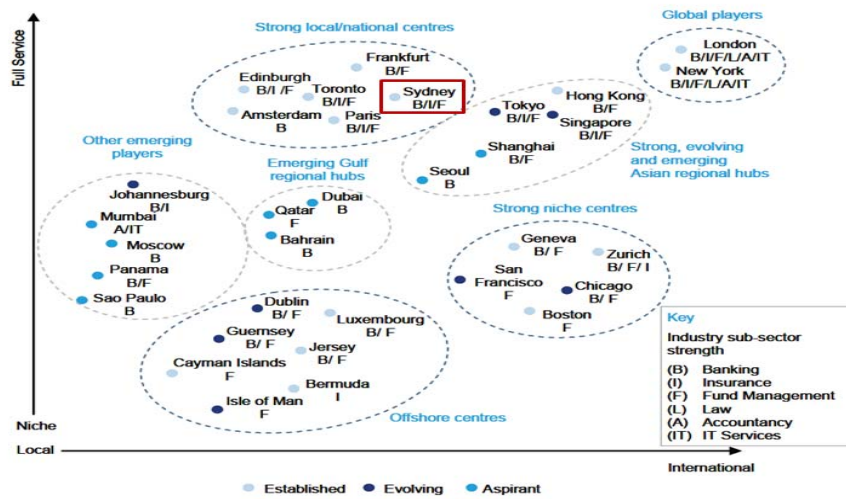 Full Service
Niche
Local
International
Strong local/national centres
Frankfurt
B/F
Edinburgh
B/I /F
Toronto
B/I/F
Sydney
B/I/F
Amsterdam
B
Paris
B/I/F
Global players
London
B/I/F/L/A/IT
New York
B/I/F/L/A/IT
Tokyo
B/I/F
Hong Kong
B/F
Singapore
B/I/F
Shanghai
B/F
Seoul
B
Strong, evolving
and emerging
Asian regional hubs
Other emerging
players
Johannesburg
B/I
Mumbai
A/IT
Moscow
B
Panama
B/F
Sao Paulo
B
Emerging Gulf
regional hubs
Dubai
B
Qatar
F
Bahrain
B
Strong niche centres
Geneva
B/ F
Zurich
B/ F/ I
San
Francisco
F
Chicago
B/ F
Boston
F
Dublin
B/ F
Luxembourg
B/ F
Guernsey
B/ F
Jersey
B/ F
Cayman Islands
F
Bermuda
I
Isle of Man
F
Offshore centres
Key
Industry sub-sector
strength
(B) Banking
(I) Insurance
(F) Fund Management
(L) Law
(A) Accountancy
(IT) IT Services
Established
Evolving
Aspirant